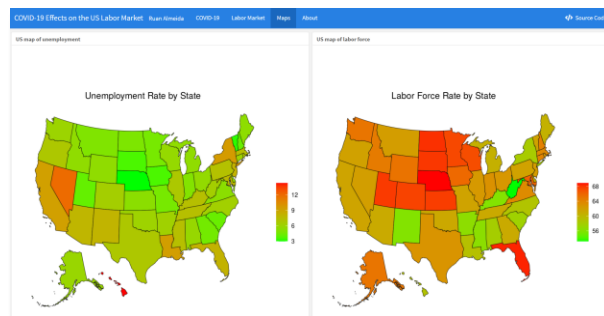 COVID-19 Effects on the US Labor Market Ruan Almeida COVID-19 Labor Market Maps About </> Source Cod
US map of unemployment
US map of labor force
Unemployment Rate by State
12
9
6
3
Labor Force Rate by State
68
64
60
56